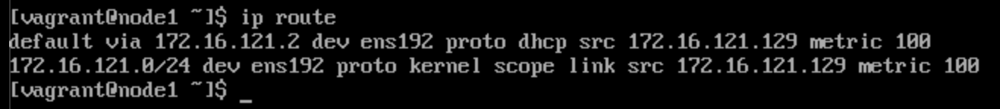 [vagrant@node1 ~]$ ip route
default via 172.16.121.2 dev ens192 proto dhcp src 172.16.121.129 metric 100
172.16.121.0/24 dev ens192 proto kernel scope link src 172.16.121.129 metric 100
[vagrant@node1 ~]$ _